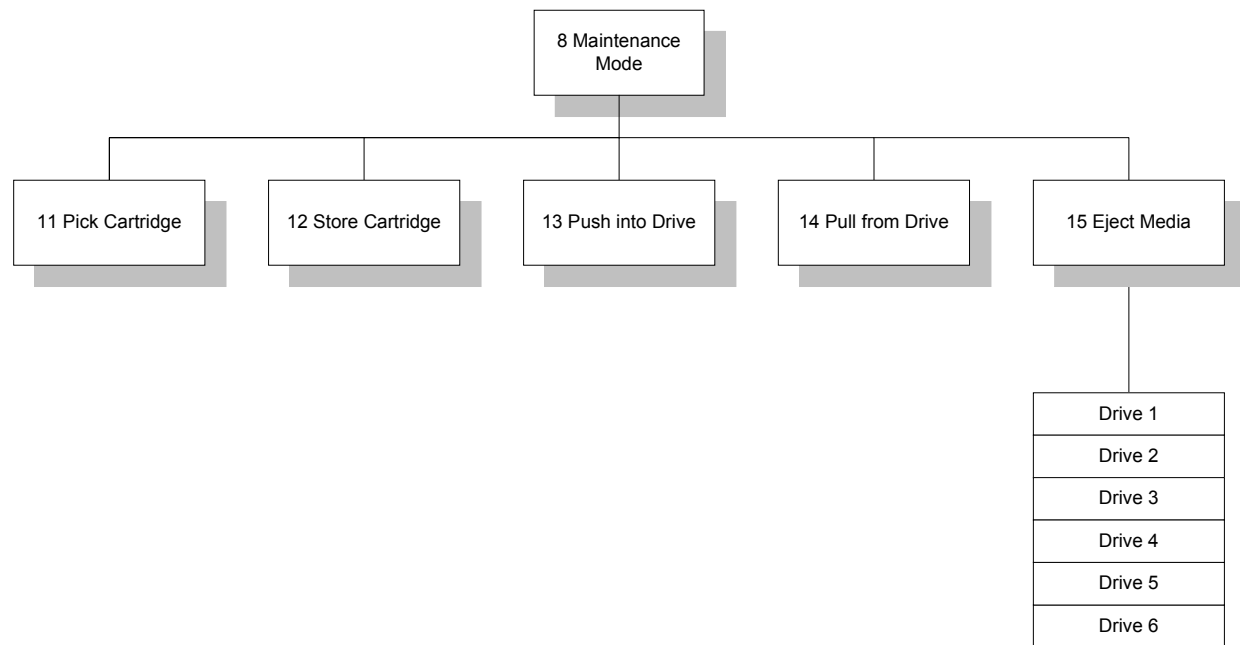 8 Maintenance
Mode
11 Pick Cartridge
12 Store Cartridge
13 Push into Drive
14 Pull from Drive
15 Eject Media
Drive 1
Drive 2
Drive 3
Drive 4
Drive 5
Drive 6